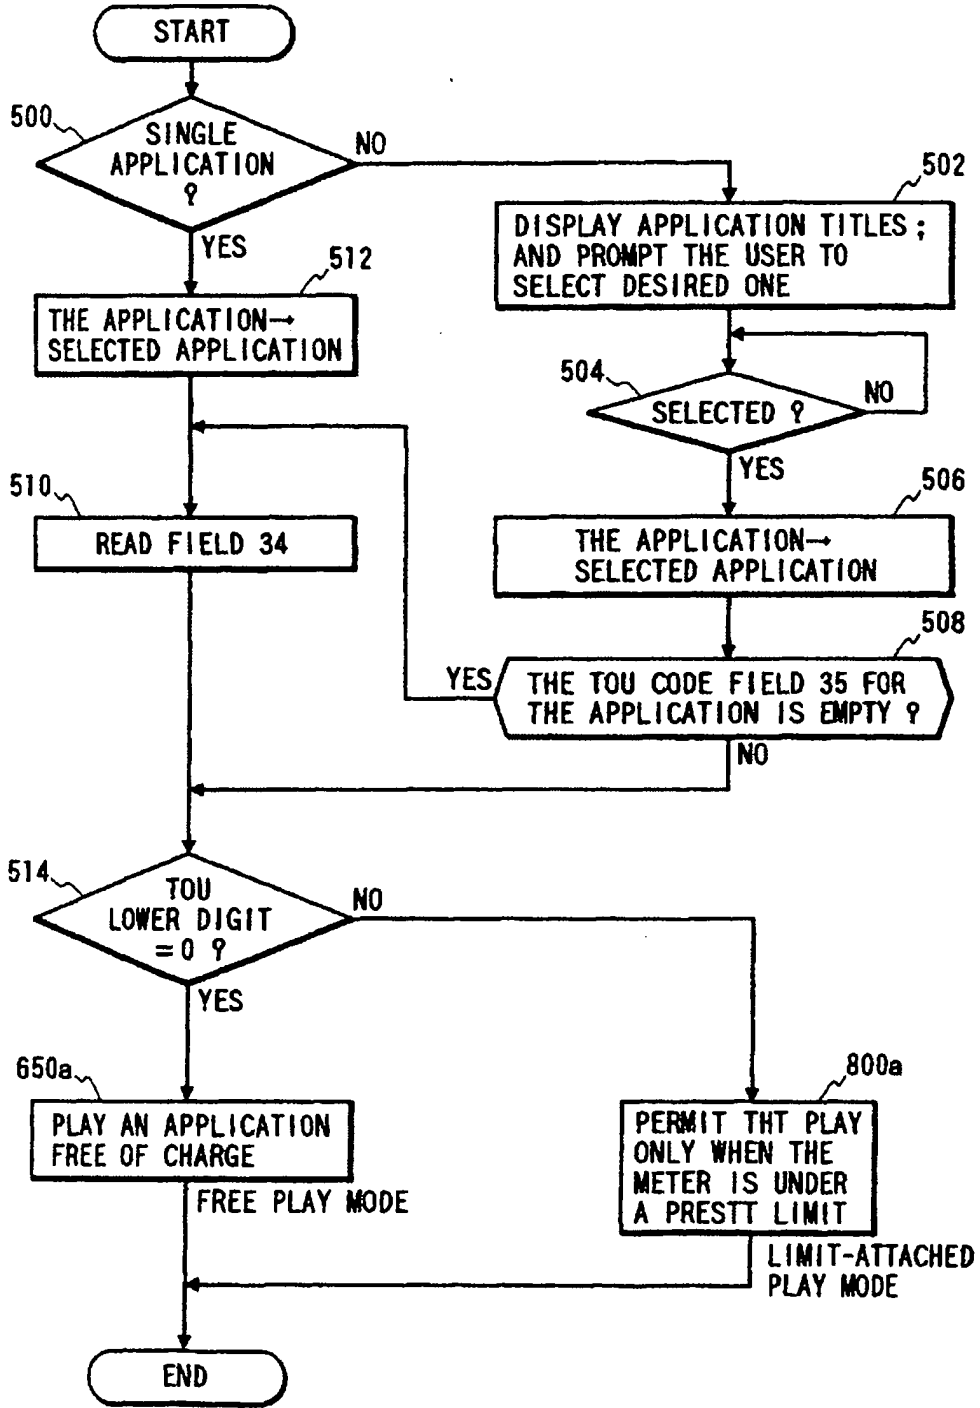 START
500
SINGLE
APPLICATION
?
NO
YES
502
DISPLAY APPLICATION TITLES;
AND PROMPT THE USER TO
SELECT DESIRED ONE
512
THE APPLICATION→
SELECTED APPLICATION
504
SELECTED ?
NO
YES
510
READ FIELD 34
506
THE APPLICATION→
SELECTED APPLICATION
508
THE TOU CODE FIELD 35 FOR
THE APPLICATION IS EMPTY ?
YES
NO
514
TOU
LOWER DIGIT
=0 ?
NO
YES
650a
PLAY AN APPLICATION
FREE OF CHARGE
FREE PLAY MODE
800a
PERMIT THT PLAY
ONLY WHEN THE
METER IS UNDER
A PRESTT LIMIT
LIMIT-ATTACHED
PLAY MODE
END